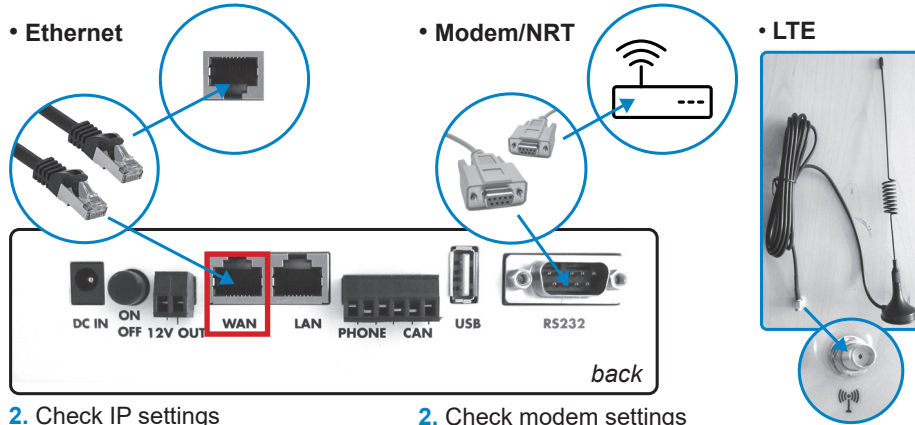 • Ethernet
• Modem/NRT
• LTE
DC IN
ON
OFF
12V OUT
WAN
LAN
PHONE
CAN
USB
RS232
back
2. Check IP settings
2. Check modem settings